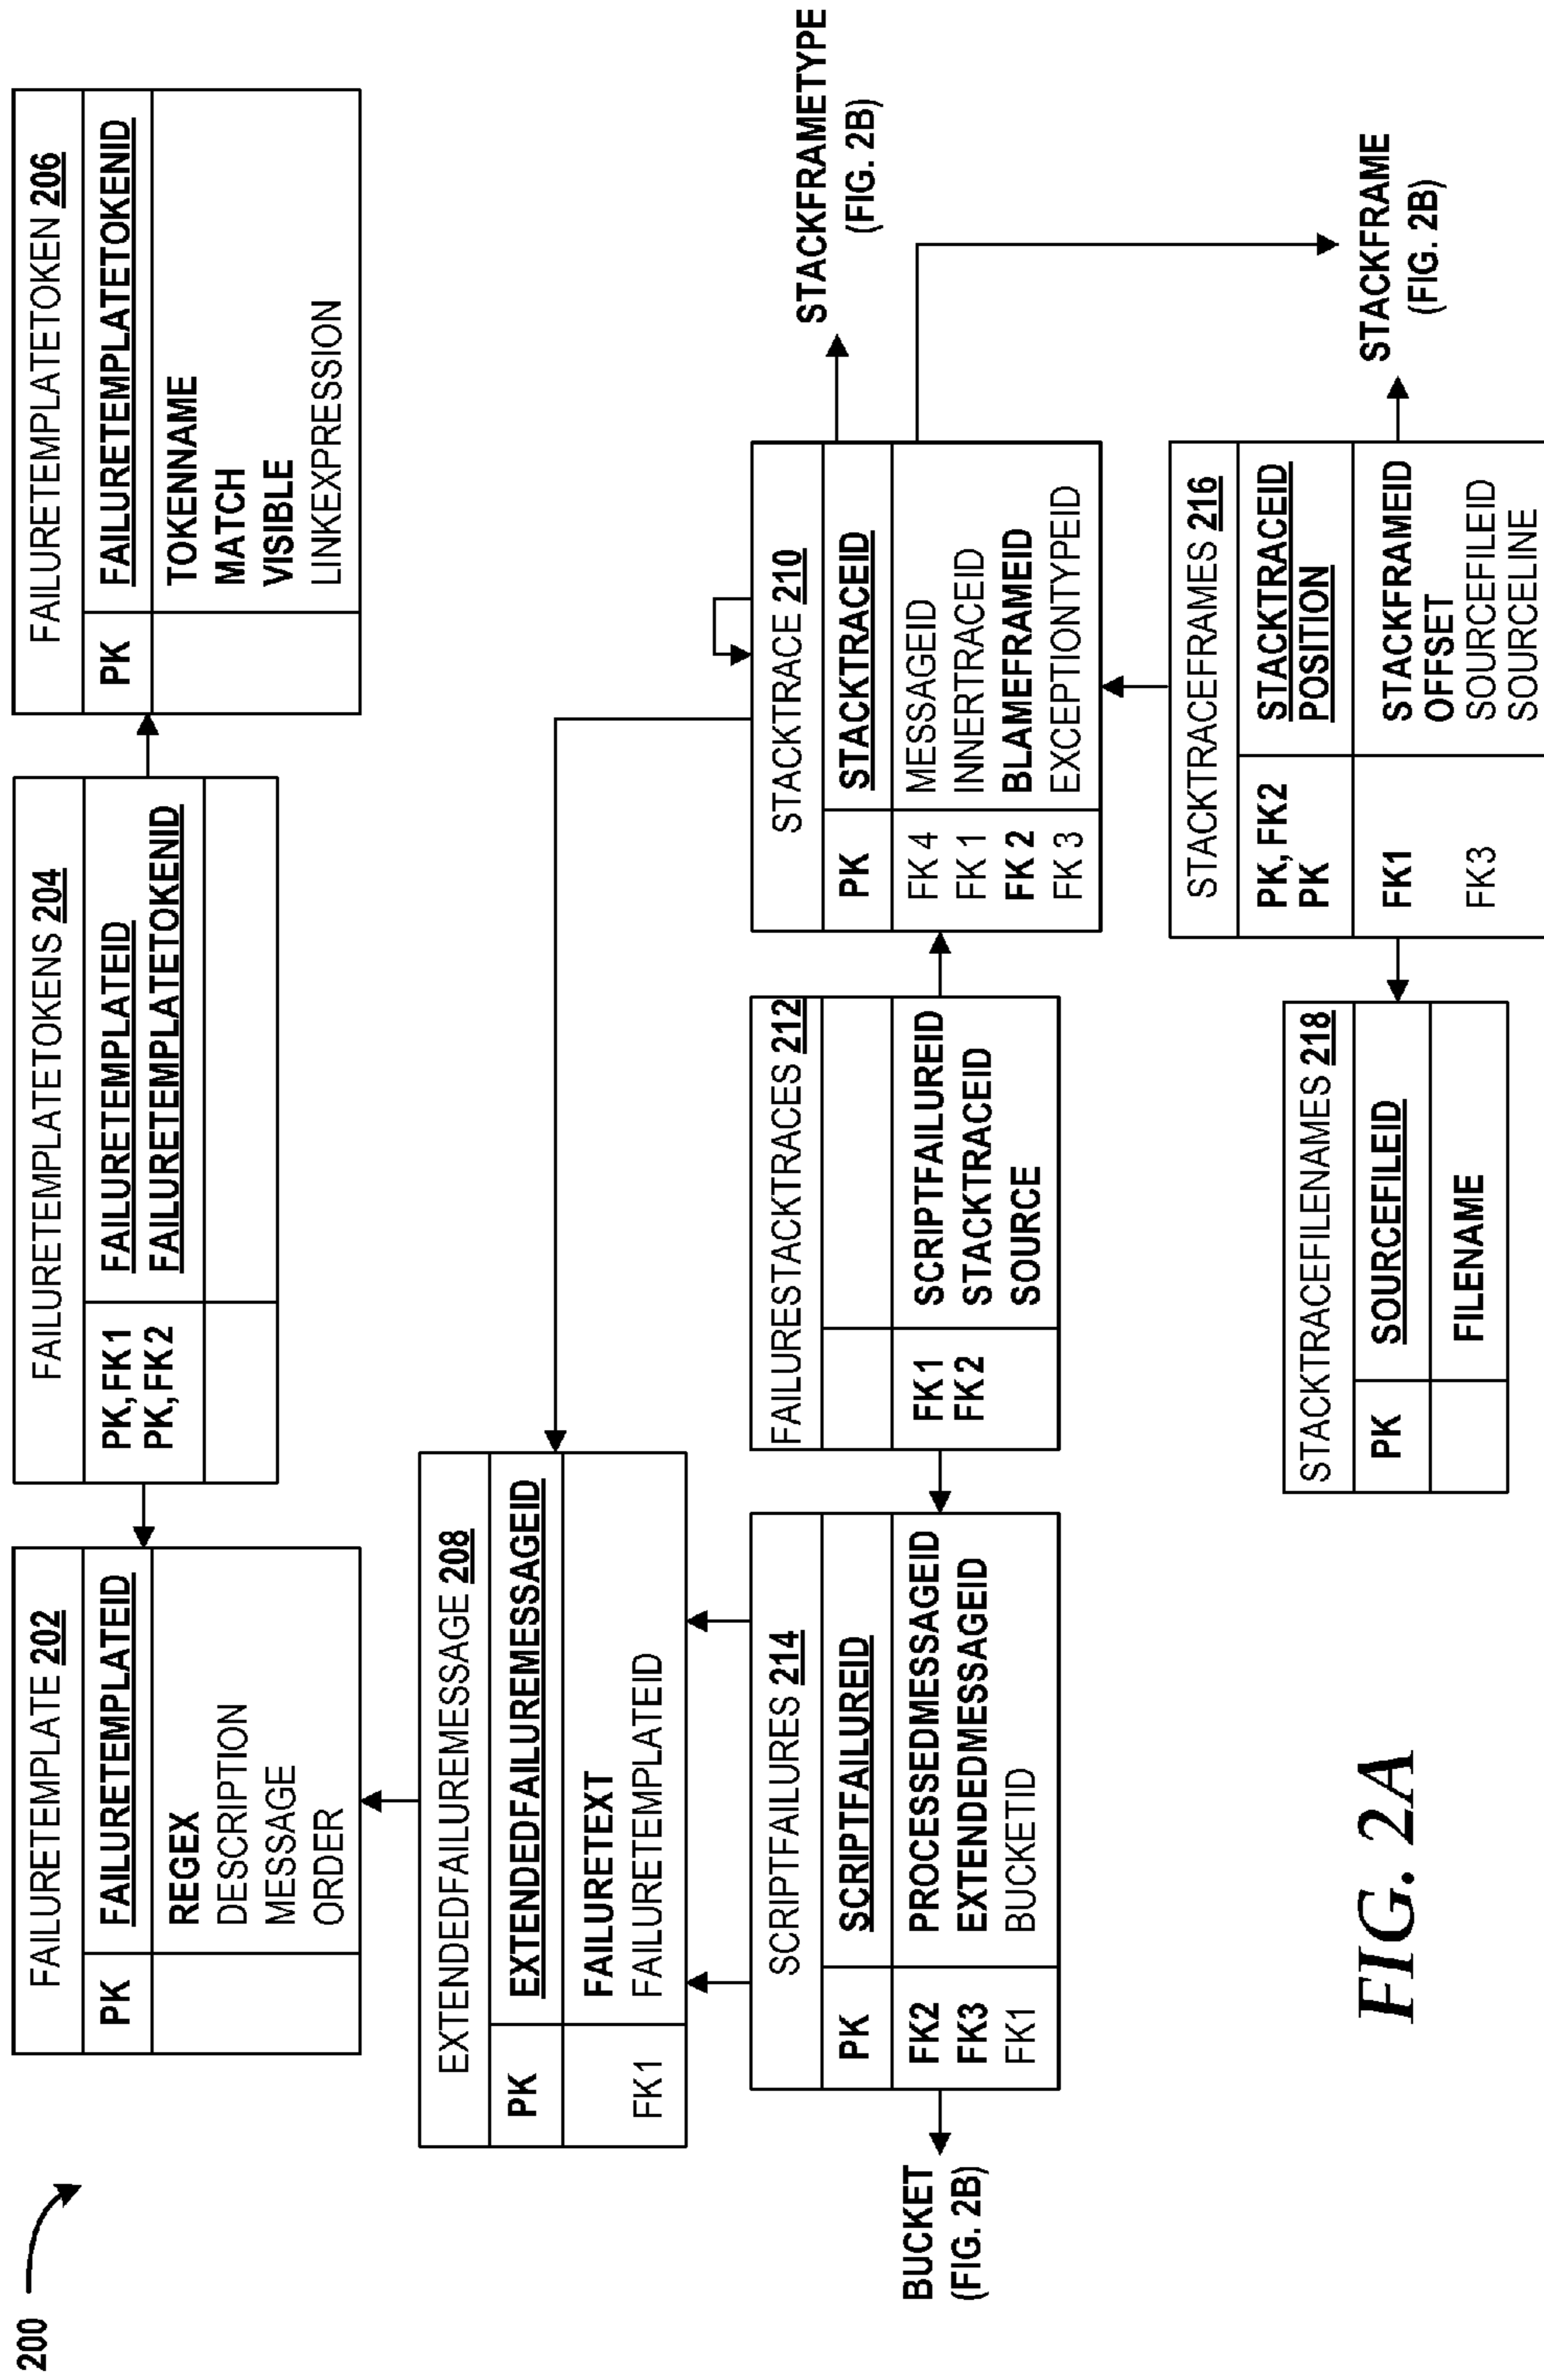 200
FAILURETEMPLATE 202
PK FAILURETEMPLATEID
REGEX
DESCRIPTION
MESSAGE
ORDER
FAILURETEMPLATETOKENS 204
PK, FK1 FAILURETEMPLATEID
PK, FK2 FAILURETEMPLATETOKENID
FAILURETEMPLATETOKEN 206
PK FAILURETEMPLATETOKENID
TOKENNAME
MATCH
VISIBLE
LINKEXPRESSION
EXTENDEDFAILUREMESSAGE 208
PK EXTENDEDFAILUREMESSAGEID
FAILURETEXT
FK1 FAILURETEMPLATEID
BUCKET
(FIG. 2B)
SCRIPTFAILURES 214
PK SCRIPTFAILUREID
FK2 PROCESSEDMESSAGEID
FK3 EXTENDEDMESSAGEID
FK1 BUCKETID
FAILURESTACKTRACES 212
FK1 SCRIPTFAILUREID
FK2 STACKTRACEID
SOURCE
STACKTRACE 210
PK STACKTRACEID
FK 4 MESSAGEID
FK 1 INNERTRACEID
FK 2 BLAMEFRAMEID
FK 3 EXCEPTIONTYPEID
STACKFRAMETYPE
(FIG. 2B)
STACKTRACEFILENAMES 218
PK SOURCEFILEID
FILENAME
STACKTRACEFRAMES 216
PK, FK2 STACKTRACEID
PK POSITION
FK1 STACKFRAMEID
OFFSET
FK3 SOURCEFILEID
SOURCELINE
STACKFRAME
(FIG. 2B)
FIG. 2A